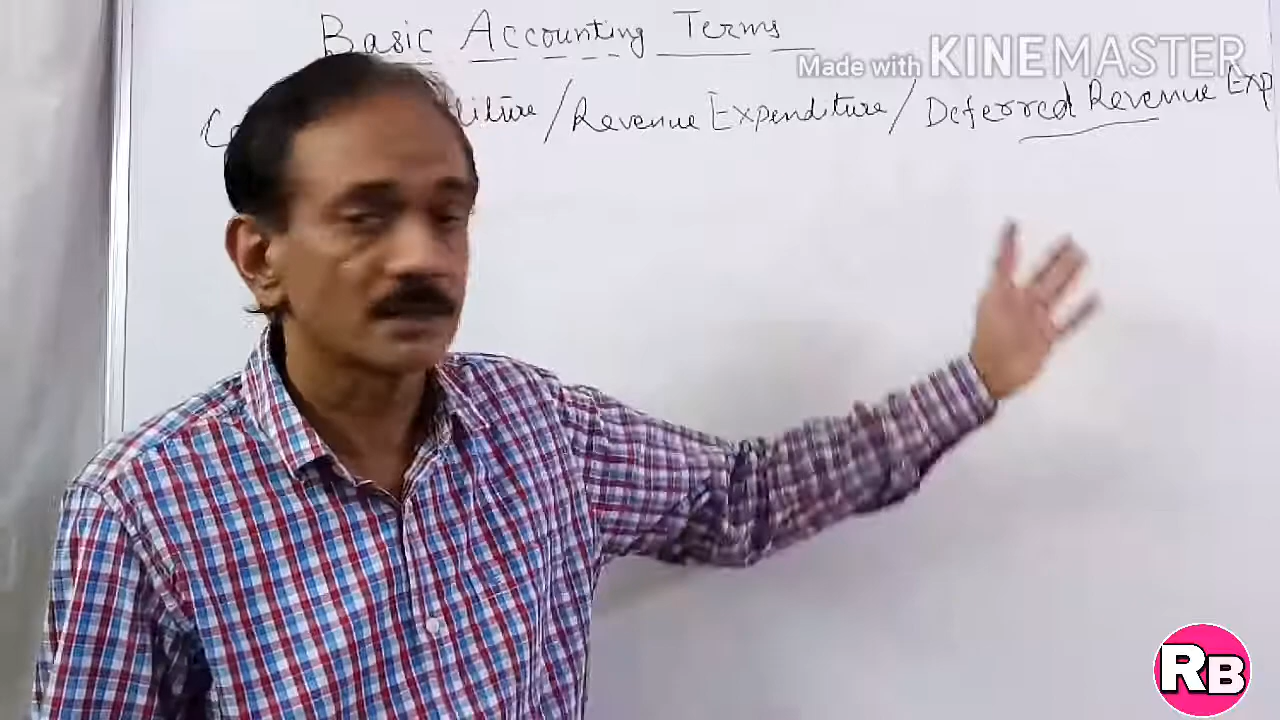 Basic Accounting Terms
Made with KINEMASTER
Revenue Expenditure / Deferred Revenue Exp
RB